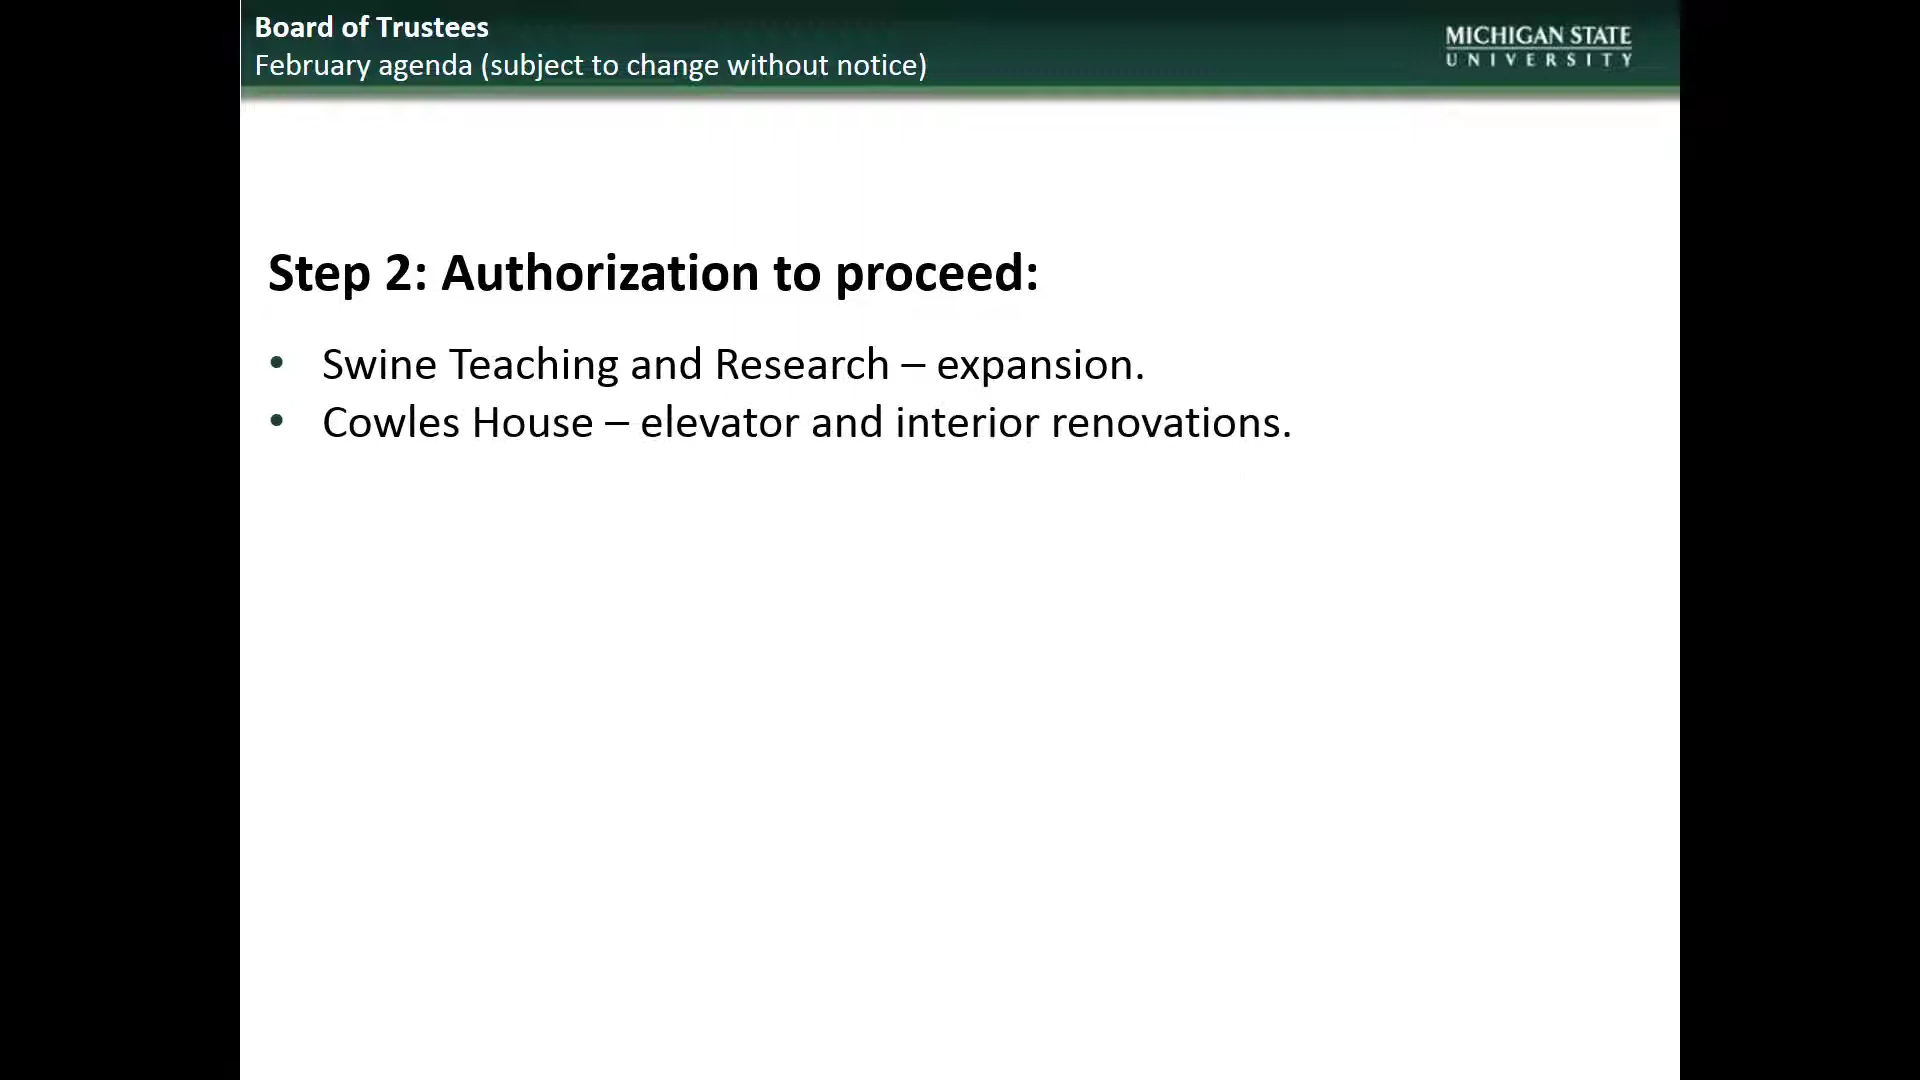 Board of Trustees
February agenda (subject to change without notice)
MICHIGAN STATE
UNIVERSITY
Step 2: Authorization to proceed:
• Swine Teaching and Research – expansion.
• Cowles House – elevator and interior renovations.